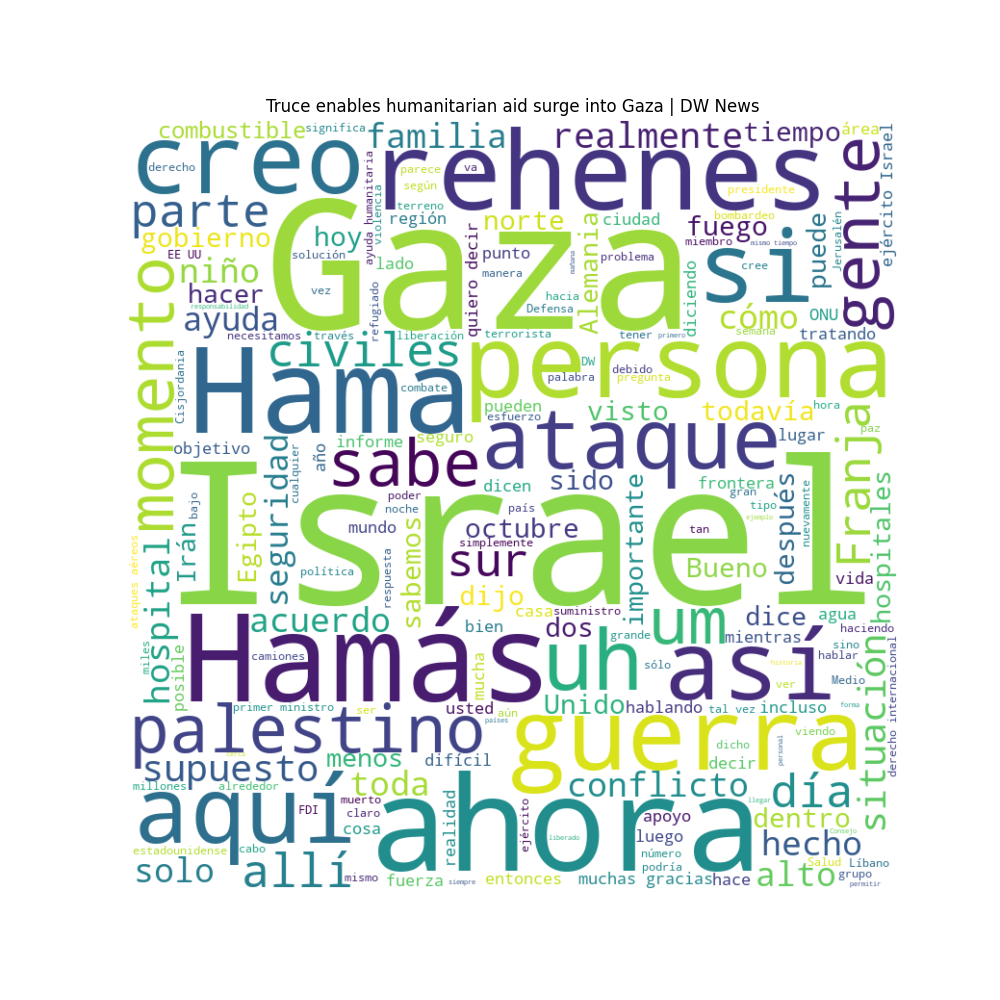 Truce enables humanitarian aid surge into Gaza | DW News
combustible significa familia realmente tiempo área
derecho creo rehenes gente ejército Israel
parece va según presidente
parte terreno región norte ciudad bombardeo fuego puede Jerusalén
ayuda humanitaria violencia
gobierno hoy lado punto quiero decir Alemania problema miembro mismo tiempo si
EE UU solución Gaza manera mañana cree
niño vez hacia diciendo
hacer responsabilidad refugiado Defensa cómo ONU
ayuda necesitamos través liberación terrorista tener primero semana tratando
momento civiles persona
Cisjordania Hama combate DW debido palabra pregunta
pueden esfuerzo visto todavía hora paz
objetivo informe seguro ataque lugar Franja
año cualquier sabe sido frontera
seguridad dicen importante gran tipo después nuevamente hospitales
poder noche país ejemplo
Irán bajo Egipto mundo octubre tan
ataques aéreos Israel simplemente
hospital política respuesta sabemos sur Bueno vida
dijo casa suministro
acuerdo um dice agua
miles posible bien dos grande mientras sino haciendo
Hamás uh así hablar
camiones mucha sólo historia ver Medio
situación derecho internacional
primer ministro ser usted aún Unido hablando tal vez incluso forma
palestino países guerra viendo
menos difícil dicho decir personal
supuesto toda conflicto día
millones alrededor
aquí FDI muerto claro ahora apoyo llegar dentro
cosa realidad ejército liberado luego Consejo hecho
estadounidense cabo número podría Salud Líbano
solo allí mismo fuerza siempre entonces muchas gracias hace alto grupo permitir